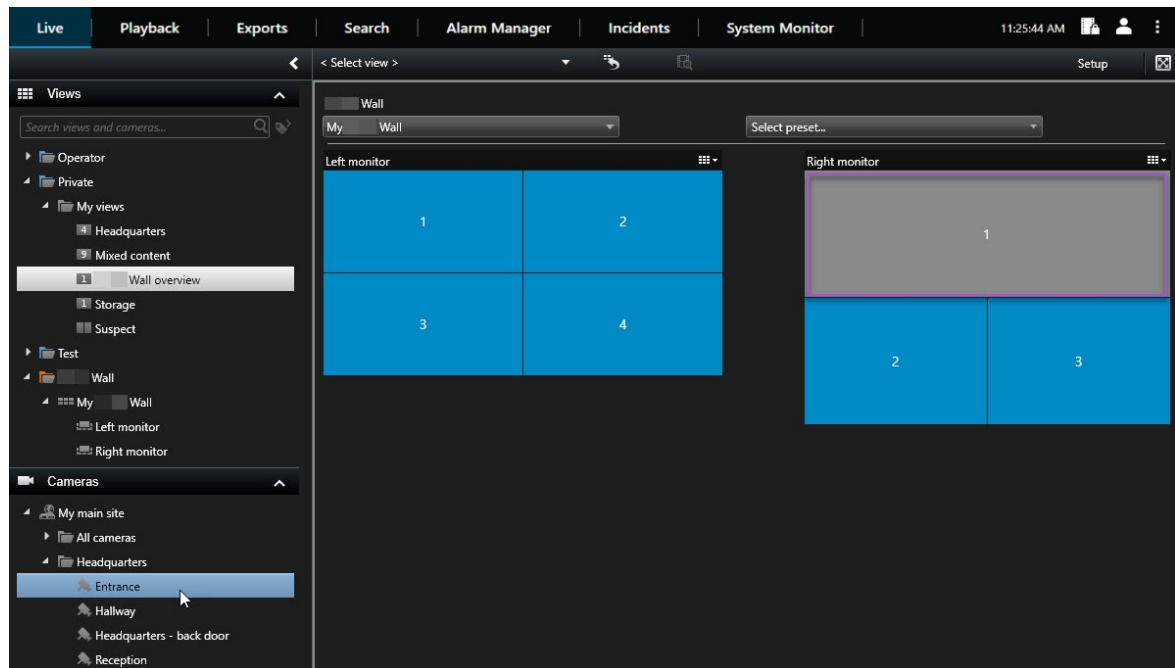 Live Playback Exports Search Alarm Manager Incidents System Monitor 11:25:44 AM
< Select view > Setup
Views
Search views and cameras...
Operator
Private
My views
4 Headquarters
9 Mixed content
1 Wall overview
1 Storage
Suspect
Test
Wall
My Wall
Left monitor
Right monitor
Cameras
My main site
All cameras
Headquarters
Entrance
Hallway
Headquarters - back door
Reception
Wall
My Wall Select preset...
Left monitor
1 2
3 4
Right monitor
1
2 3